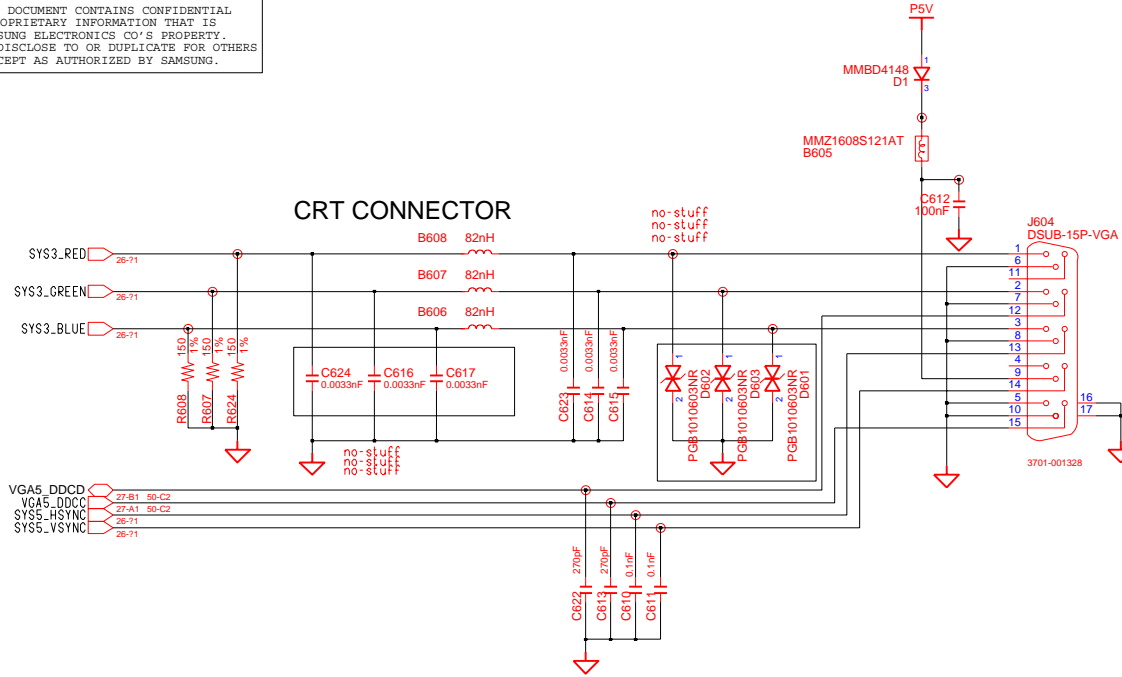 DOCUMENT CONTAINS CONFIDENTIAL
OPRIETARY INFORMATION THAT IS
SUNG ELECTRONICS CO'S PROPERTY.
DISCLOSE TO OR DUPLICATE FOR OTHERS
CEPT AS AUTHORIZED BY SAMSUNG.
P5V
MMBD4148
D1
1
3
MMZ1608S121AT
B605
C612
100nF
CRT CONNECTOR
no-stuff
no-stuff
no-stuff
J604
DSUB-15P-VGA
SYS3_RED
26-?1
SYS3_GREEN
26-?1
SYS3_BLUE
26-?1
B608 82nH
B607 82nH
B606 82nH
150
1%
R608
150
1%
R607
150
1%
R624
C624
0.0033nF
C616
0.0033nF
C617
0.0033nF
0.0033nF
C623
0.0033nF
C614
0.0033nF
C615
1
2
PGB1010603NR
D602
1
2
PGB1010603NR
D603
1
2
PGB1010603NR
D601
1
6
11
2
7
12
3
8
13
4
9
14
5
10
15
16
17
3701-001328
no-stuff
no-stuff
no-stuff
VGA5_DDCD
27-B1 50-C2
VGA5_DDCC
27-A1 50-C2
SYS5_HSYNC
26-?1
SYS5_VSYNC
26-?1
270pF
C622
270pF
C613
0.1nF
C610
0.1nF
C611